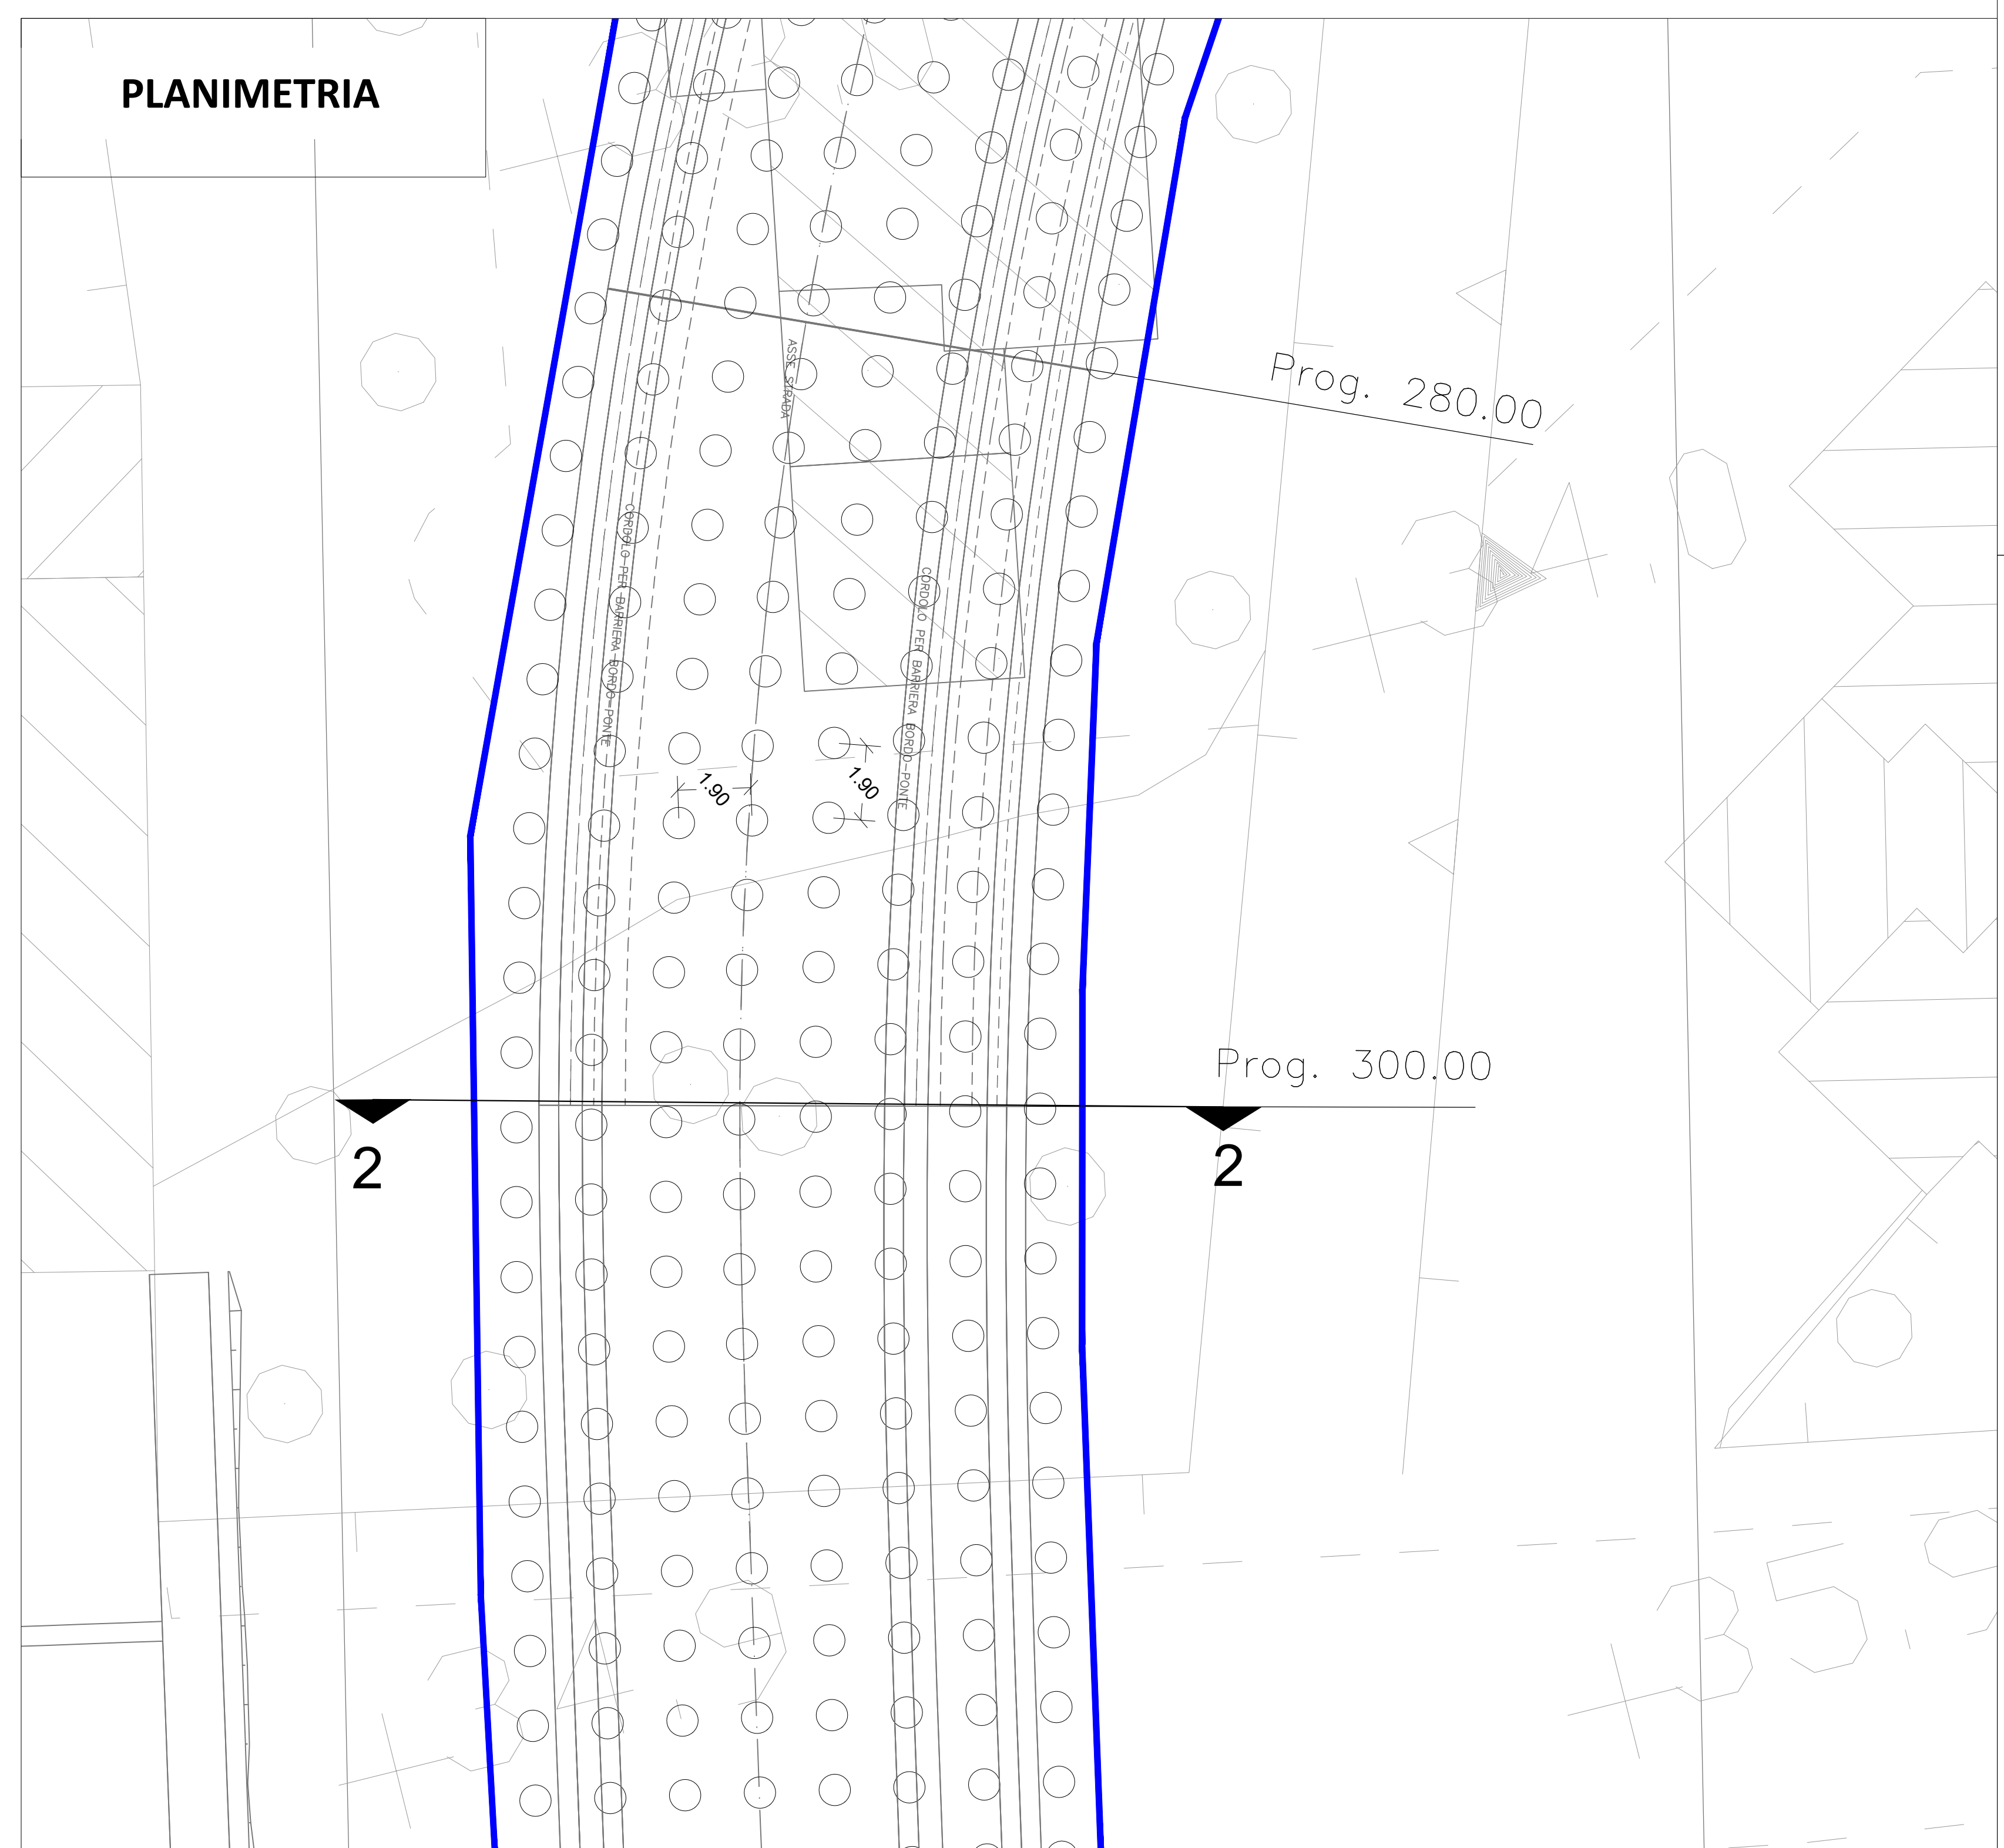 PLANIMETRIA
Prog. 280.00
ASSE STRADA
CORDOLO PER BARRIERA BORDO PONTE
CORDOLO PER BARRIERA BORDO PONTE
1.90
1.90
Prog. 300.00
2
2